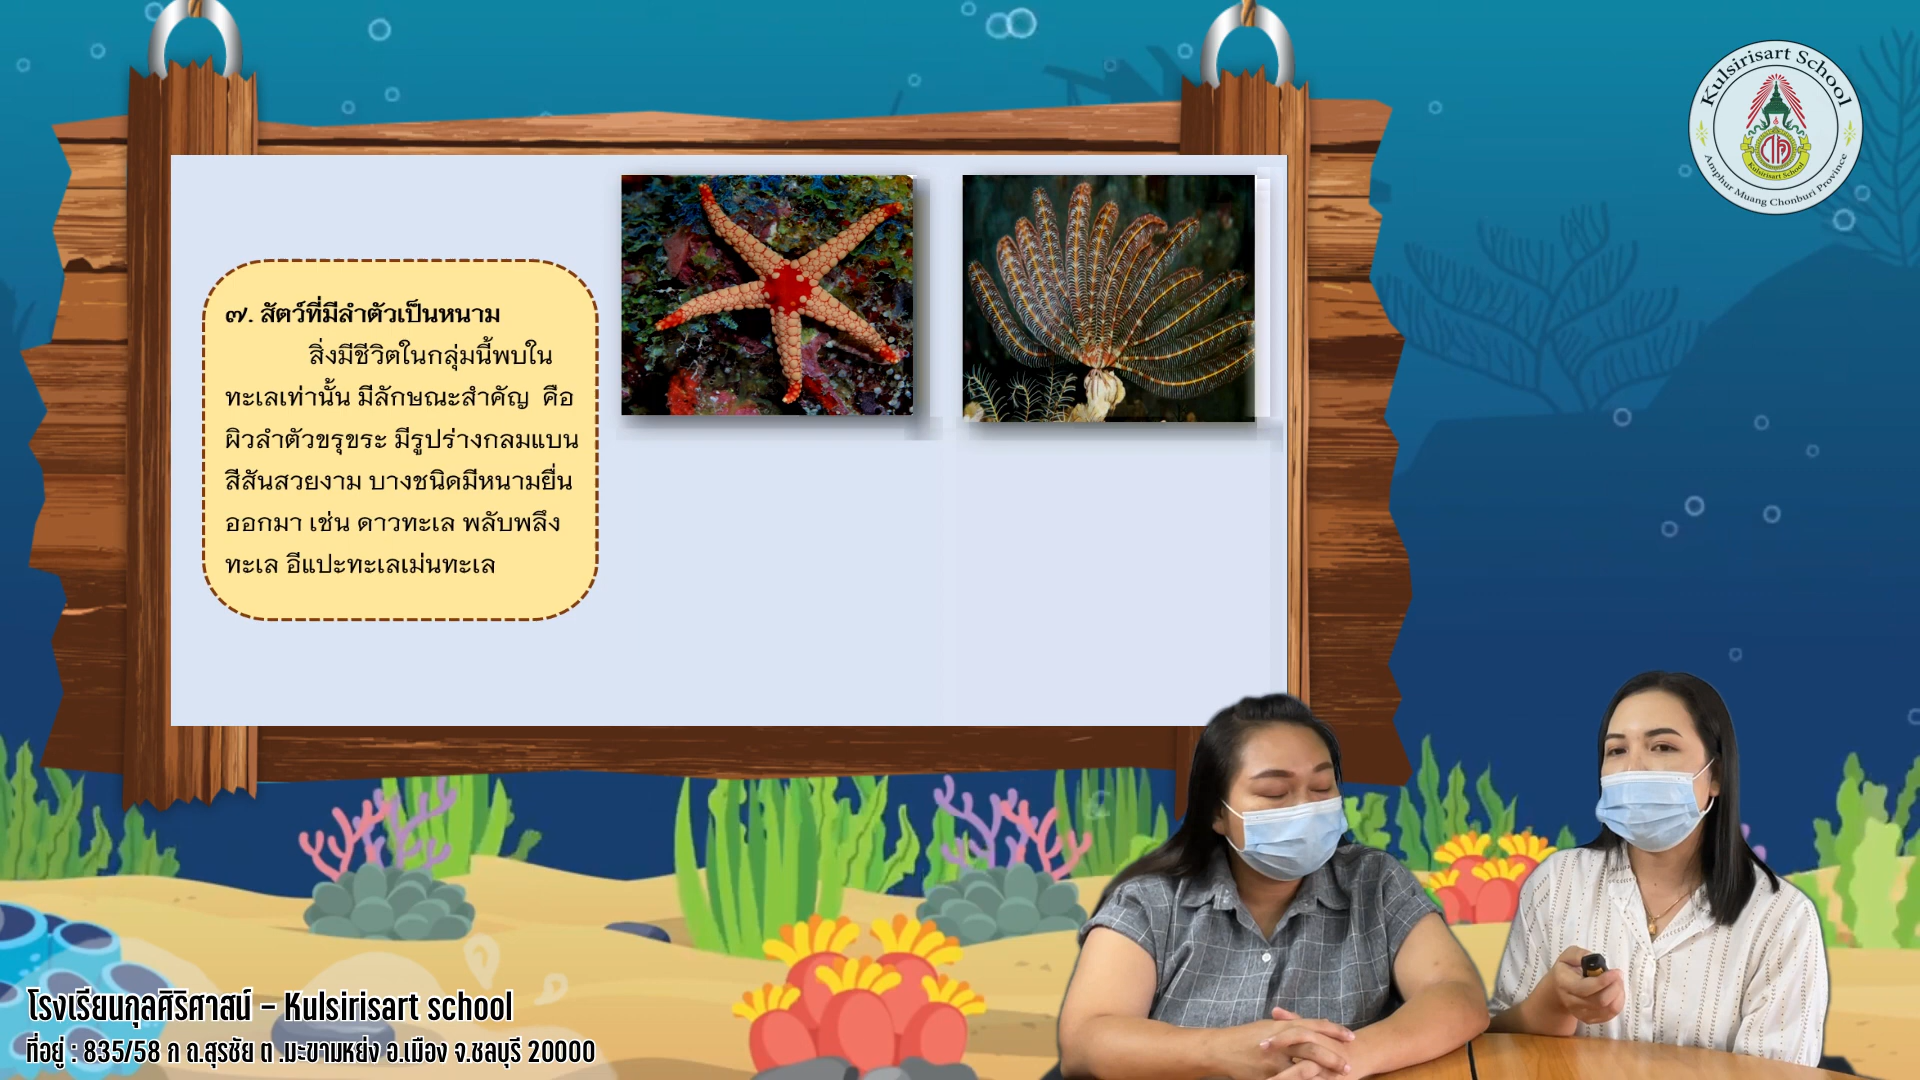 Kulsirisart School
Kulsirisart School
Amphur Muang Chonburi Province
๗. สัตว์ที่มีลำตัวเป็นหนาม
สิ่งมีชีวิตในกลุ่มนี้พบใน
ทะเลเท่านั้น มีลักษณะสำคัญ คือ
ผิวลำตัวขรุขระ มีรูปร่างกลมแบน
สีสันสวยงาม บางชนิดมีหนามยื่น
ออกมา เช่น ดาวทะเล พลับพลึง
ทะเล อีแปะทะเลเม่นทะเล
โรงเรียนกุลศิริศาสน์ - Kulsirisart school
ที่อยู่ : 835/58 ก ถ.สุรชัย ต .มะขามหย่ง อ.เมือง จ.ชลบุรี 20000